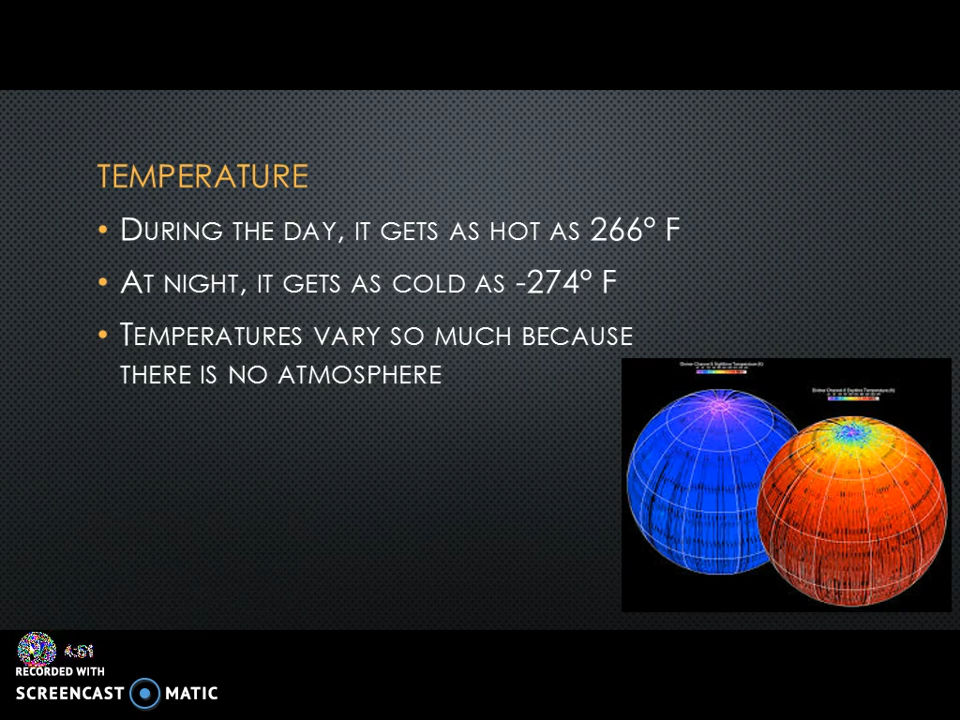 TEMPERATURE
• DURING THE DAY, IT GETS AS HOT AS 266° F
• AT NIGHT, IT GETS AS COLD AS -274° F
• TEMPERATURES VARY SO MUCH BECAUSE
THERE IS NO ATMOSPHERE
RECORDED WITH
SCREENCAST MATIC